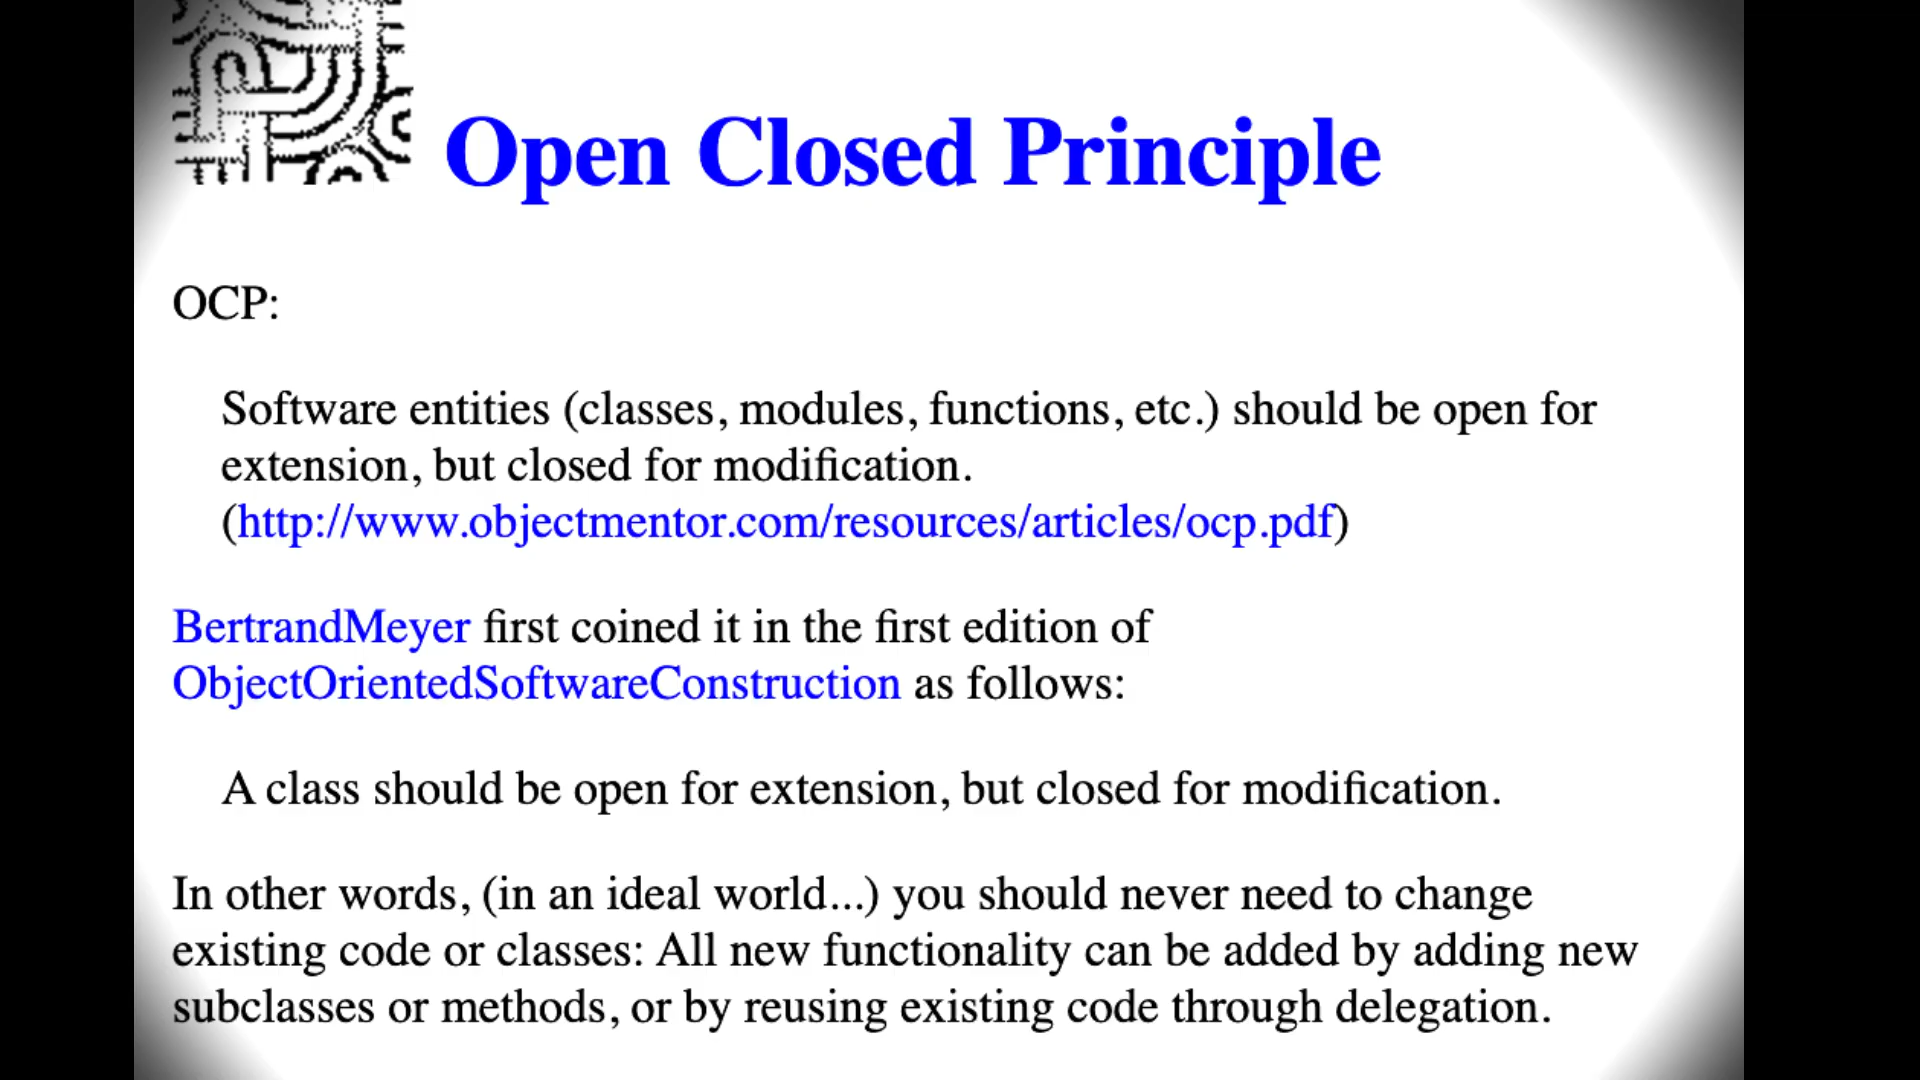 Open Closed Principle
OCP:
Software entities (classes, modules, functions, etc.) should be open for
extension, but closed for modification.
(http://www.objectmentor.com/resources/articles/ocp.pdf)
BertrandMeyer first coined it in the first edition of
ObjectOrientedSoftwareConstruction as follows:
A class should be open for extension, but closed for modification.
In other words, (in an ideal world...) you should never need to change
existing code or classes: All new functionality can be added by adding new
subclasses or methods, or by reusing existing code through delegation.